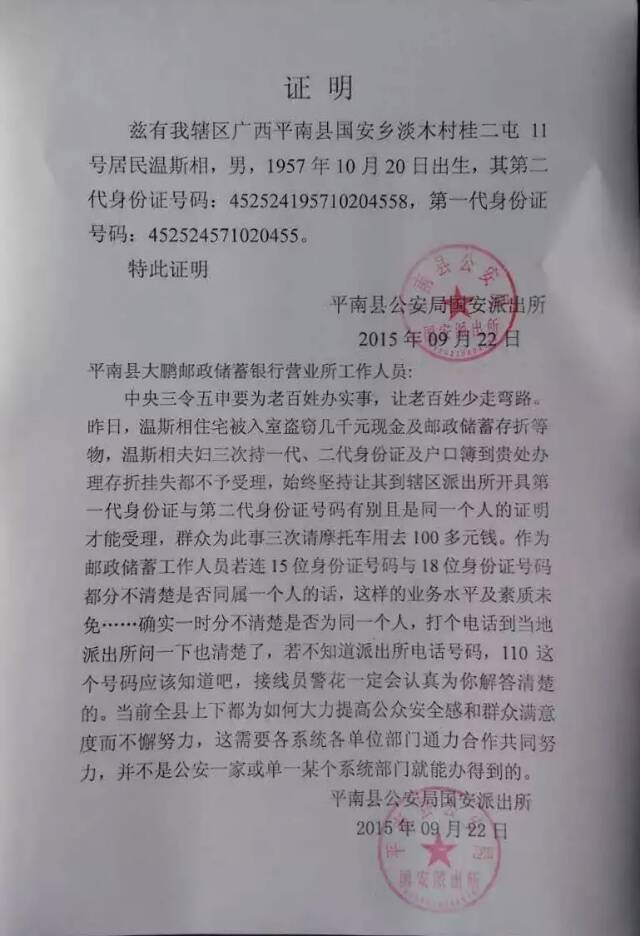 证 明
兹有我辖区广西平南县国安乡淡木村桂二屯 11
号居民温斯相，男，1957 年 10 月 20 日出生，其第二
代身份证号码：452524195710204558，第一代身份证
号码：452524571020455。
特此证明
平南县公安局国安派出所
2015 年 09 月 22 日
平南县大鹏邮政储蓄银行营业所工作人员：
中央三令五申要为老百姓办实事，让老百姓少走弯路。
昨日，温斯相住宅被入室盗窃几千元现金及邮政储蓄存折等
物，温斯相夫妇三次持一代、二代身份证及户口簿到贵处办
理存折挂失都不予受理，始终坚持让其到辖区派出所开具第
一代身份证与第二代身份证号码有别且是同一个人的证明
才能受理，群众为此事三次请摩托车用去 100 多元钱。作为
邮政储蓄工作人员若连 15 位身份证号码与 18 位身份证号码
都分不清楚是否同属一个人的话，这样的业务水平及素质未
免……确实一时分不清楚是否为同一个人，打个电话到当地
派出所问一下也清楚了，若不知道派出所电话号码，110 这
个号码应该知道吧，接线员警花一定会认真为你解答清楚
的。当前全县上下都为如何大力提高公众安全感和群众满意
度而不懈努力，这需要各系统各单位部门通力合作共同努
力，并不是公安一家或单一某个系统部门就能办得到的。
平南县公安局国安派出所
2015 年 09 月 22 日